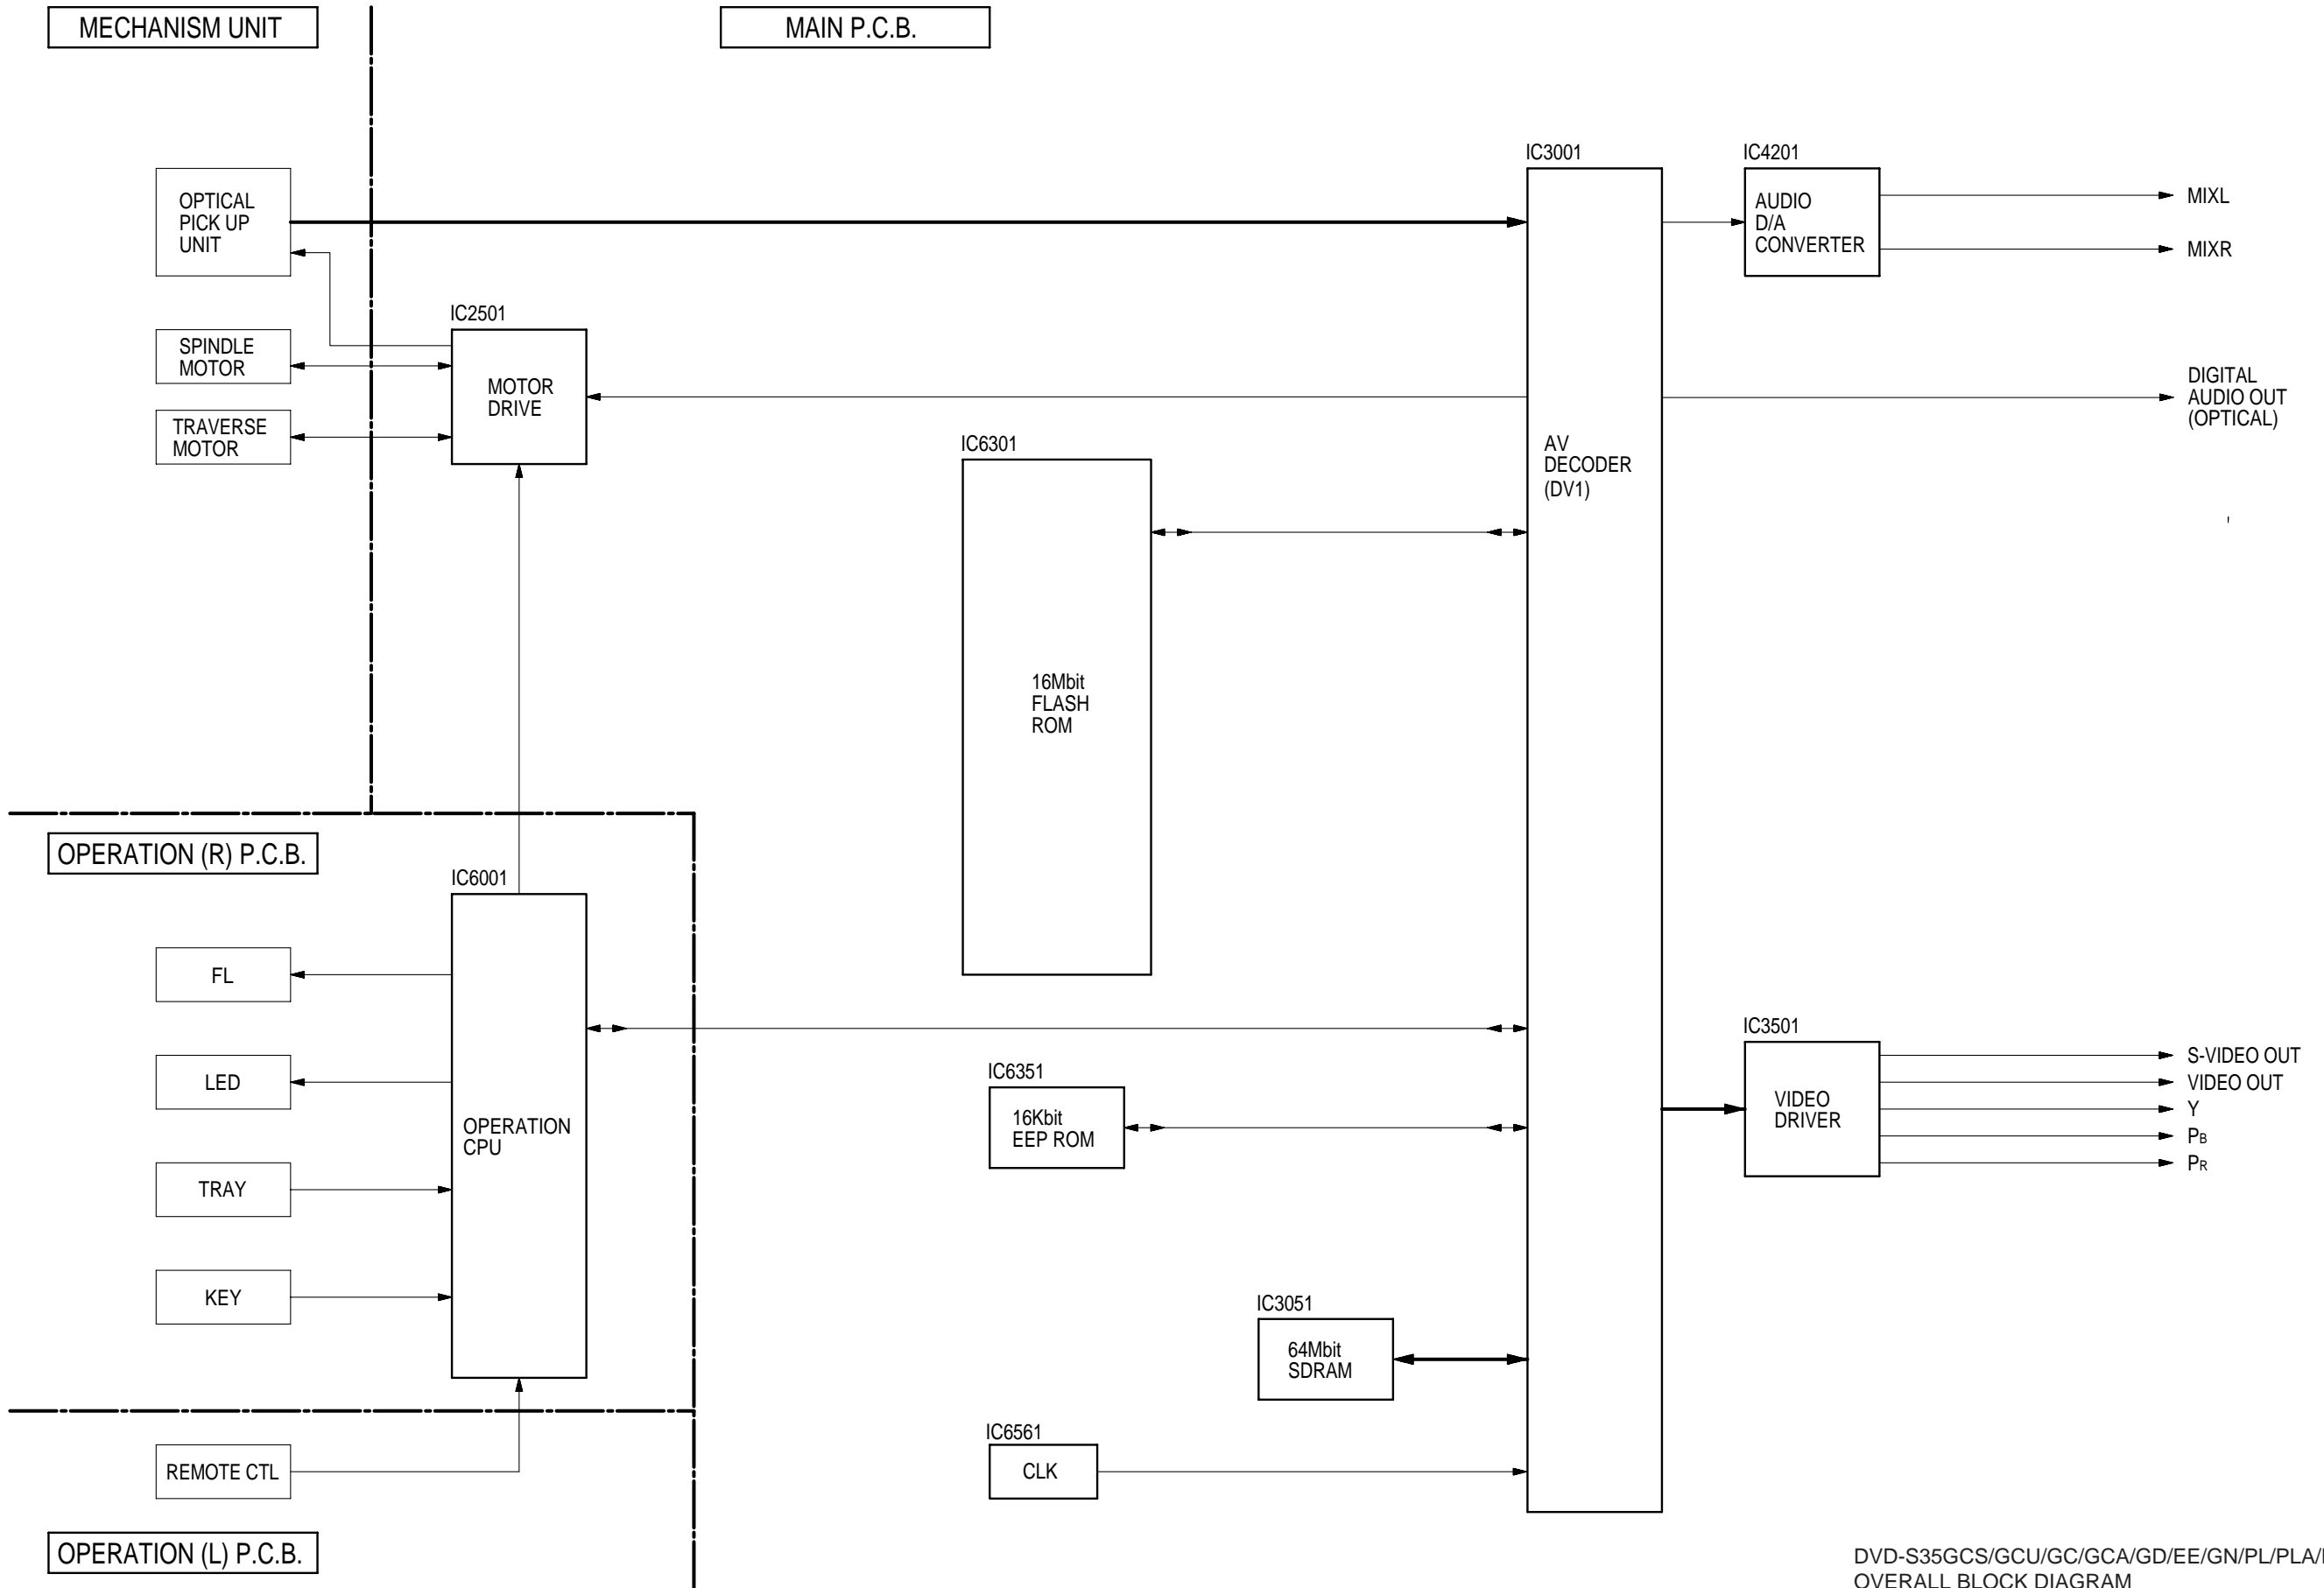 MECHANISM UNIT
MAIN P.C.B.
IC3001
IC4201
OPTICAL
PICK UP
UNIT
AUDIO
D/A
CONVERTER
MIXL
MIXR
IC2501
SPINDLE
MOTOR
MOTOR
DRIVE
DIGITAL
AUDIO OUT
(OPTICAL)
TRAVERSE
MOTOR
IC6301
AV
DECODER
(DV1)
16Mbit
FLASH
ROM
OPERATION (R) P.C.B.
IC6001
FL
LED
OPERATION
CPU
TRAY
KEY
IC6351
16Kbit
EEP ROM
IC3501
VIDEO
DRIVER
S-VIDEO OUT
VIDEO OUT
Y
PB
PR
IC3051
64Mbit
SDRAM
IC6561
CLK
REMOTE CTL
OPERATION (L) P.C.B.
DVD-S35GCS/GCU/GC/GCA/GD/EE/GN/PL/PLA/
OVERALL BLOCK DIAGRAM